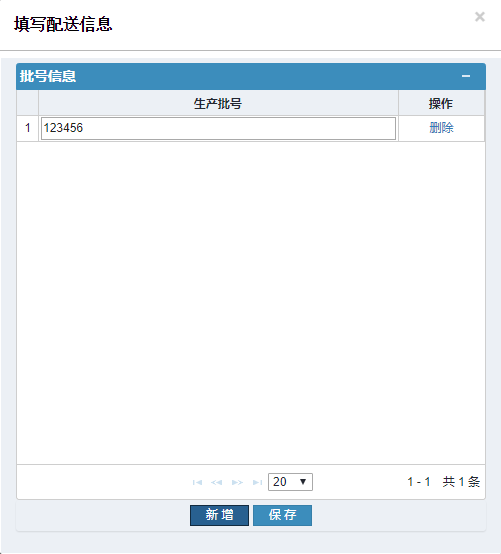 填写配送信息
×
批号信息
生产批号 操作
1 123456 删除
20 1 - 1 共 1 条
新 增 保 存